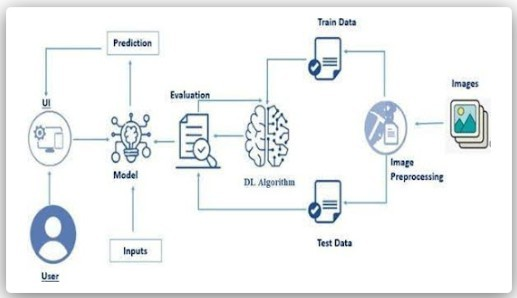 Train Data
Prediction
Images
UI
Evaluation
Model
DL Algorithm
Image
Preprocessing
Test Data
Inputs
User